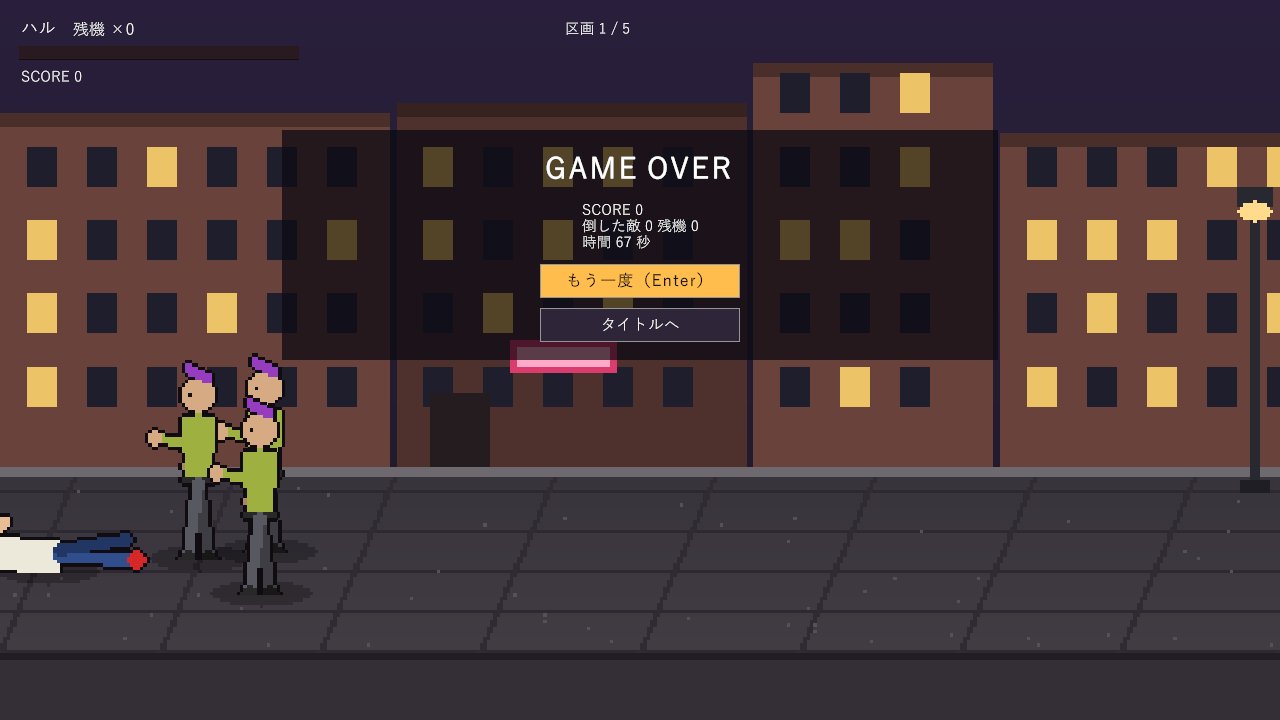 ハル 残機 ×0
区画 1 / 5
SCORE 0
GAME OVER
SCORE 0
倒した敵 0 残機 0
時間 67 秒
もう一度（Enter）
タイトルへ